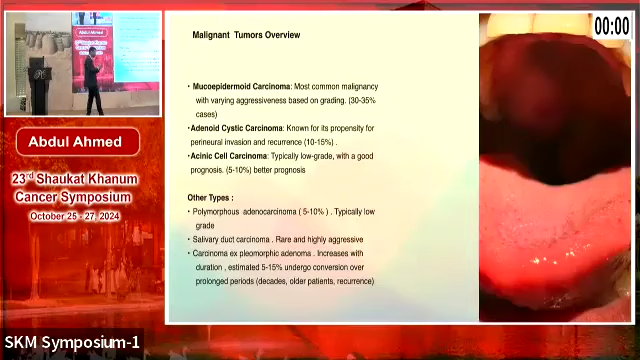 Malignant Tumors Overview
• Mucoepidermoid Carcinoma: Most common malignancy
with varying aggressiveness based on grading. (30-35%
cases)
•Adenoid Cystic Carcinoma: Known for its propensity for
perineural invasion and recurrence (10-15%) .
•Acinic Cell Carcinoma: Typically low-grade, with a good
prognosis. (5-10%) better prognosis
Other Types :
• Polymorphous adenocarcinoma ( 5-10% ) . Typically low
grade
• Salivary duct carcinoma . Rare and highly aggressive
• Carcinoma ex pleomorphic adenoma . Increases with
duration , estimated 5-15% undergo conversion over
prolonged periods (decades, older patients, recurrence)
00:00
Abdul Ahmed
Abdul Ahmed
23rd Shaukat Khanum
Cancer Symposium
October 25 - 27, 2024
SKM Symposium-1